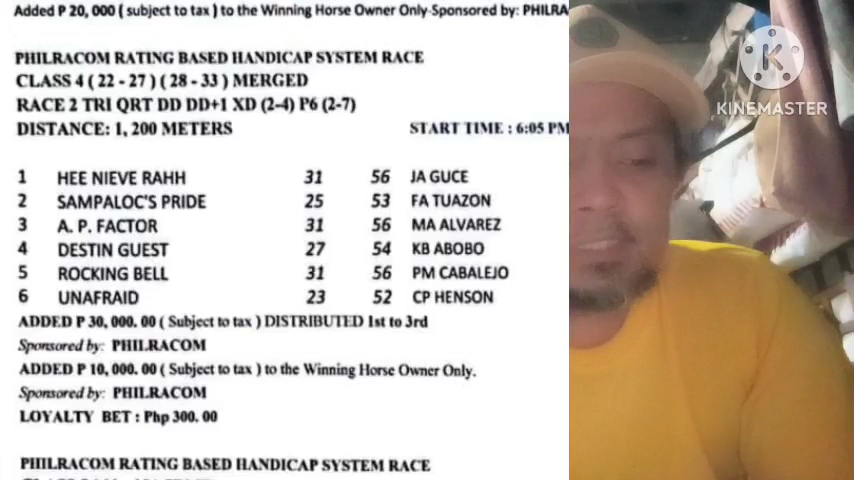 Added P 20, 000 ( subject to tax ) to the Winning Horse Owner Only-Sponsored by: PHILRA
PHILRACOM RATING BASED HANDICAP SYSTEM RACE
CLASS 4 ( 22 - 27 ) ( 28 - 33 ) MERGED
RACE 2 TRI QRT DD DD+1 XD (2-4) P6 (2-7)
DISTANCE: 1, 200 METERS START TIME : 6:05 PM
1 HEE NIEVE RAHH 31 56 JA GUCE
2 SAMPALOC'S PRIDE 25 53 FA TUAZON
3 A. P. FACTOR 31 56 MA ALVAREZ
4 DESTIN GUEST 27 54 KB ABOBO
5 ROCKING BELL 31 56 PM CABALEJO
6 UNAFRAID 23 52 CP HENSON
ADDED P 30, 000. 00 ( Subject to tax ) DISTRIBUTED 1st to 3rd
Sponsored by: PHILRACOM
ADDED P 10, 000. 00 ( Subject to tax ) to the Winning Horse Owner Only.
Sponsored by: PHILRACOM
LOYALTY BET : Php 300. 00
PHILRACOM RATING BASED HANDICAP SYSTEM RACE
K
KINEMASTER